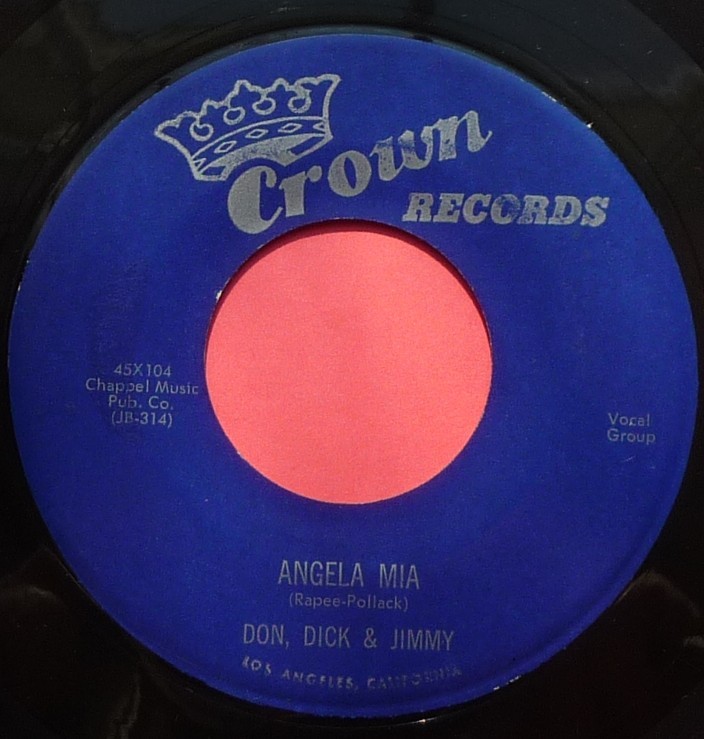 Crown
RECORDS
45X104
Chappel Music
Pub. Co.
(JB-314)
Vocal
Group
ANGELA MIA
(Rapee-Pollack)
DON, DICK & JIMMY
LOS ANGELES, CALIFORNIA